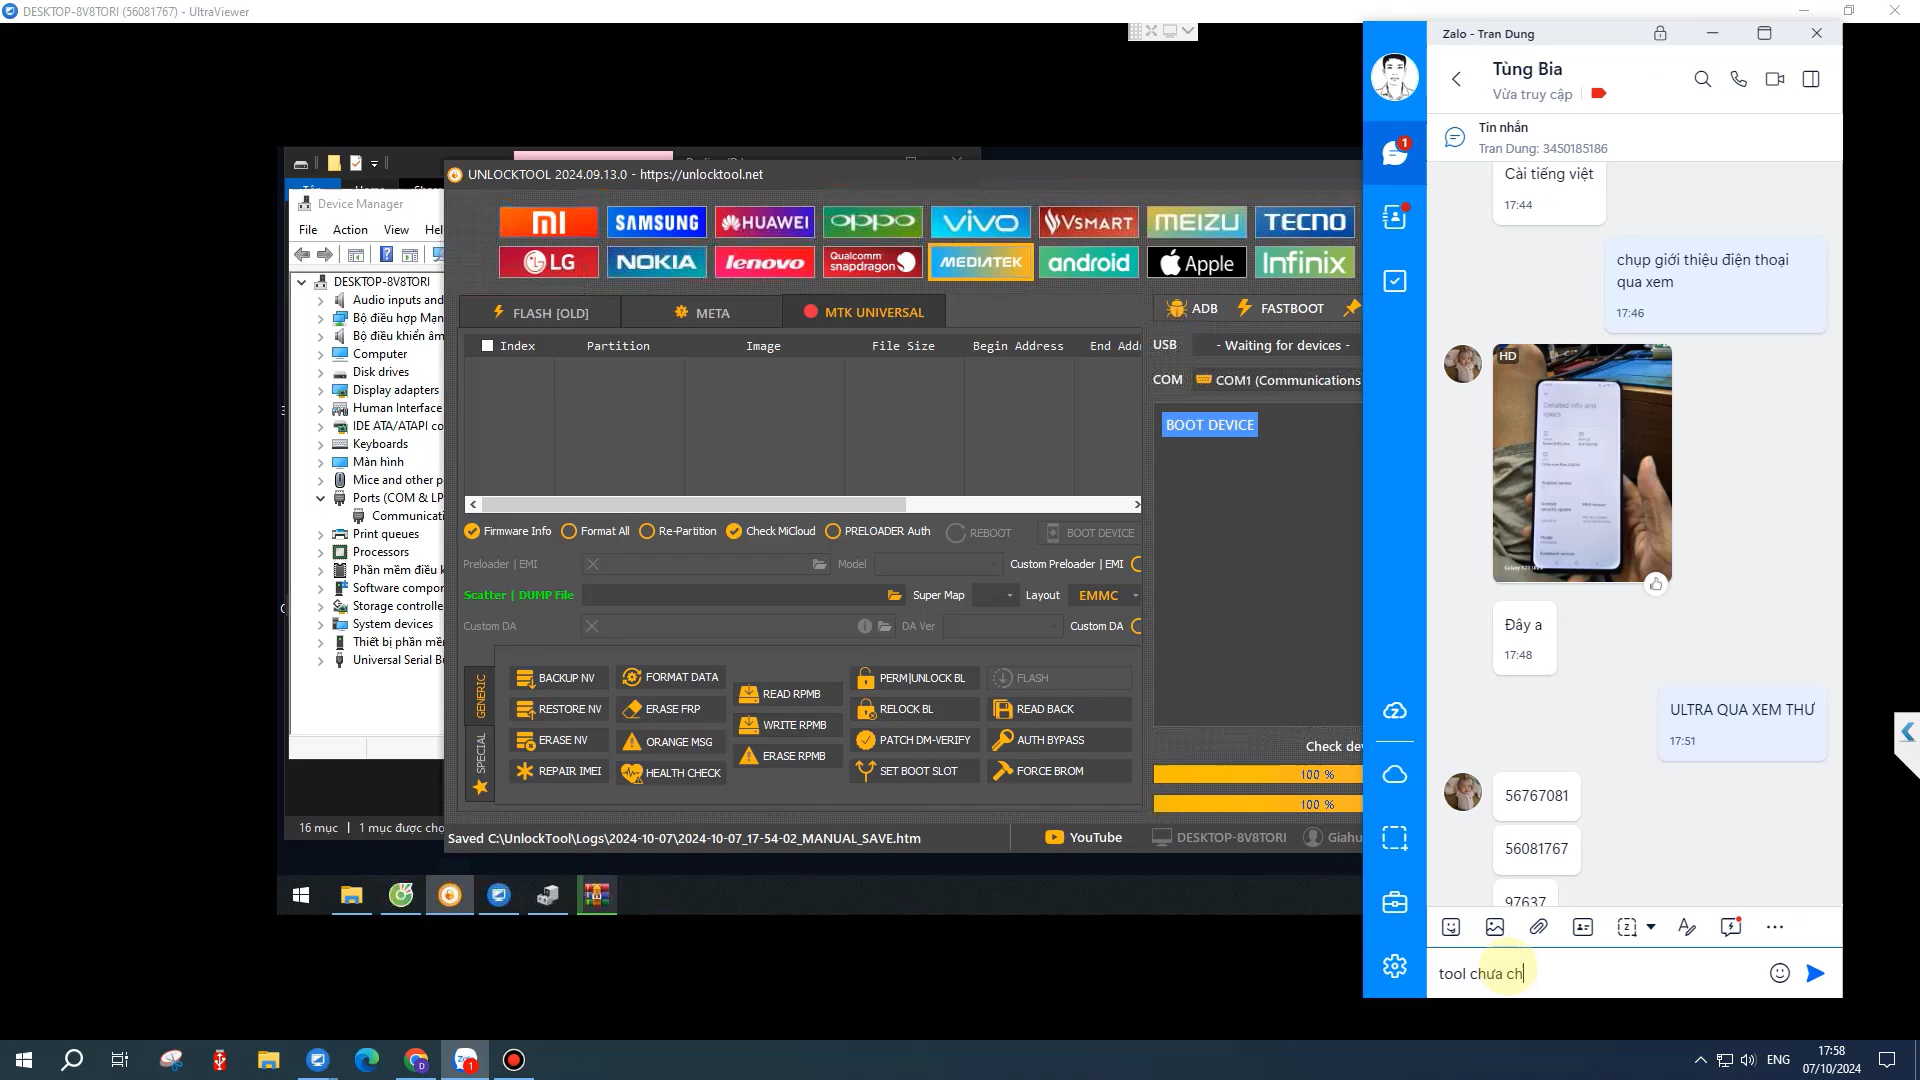 DESKTOP-8V8TORI (56081767) - UltraViewer
Zalo - Tran Dung
Tùng Bia
Vừa truy cập
Tin nhắn
Tran Dung: 3450185186
1
Cài tiếng việt
17:44
chụp giới thiệu điện thoại
qua xem
17:46
HD
Detailed info and
specs
Đây a
17:48
ULTRA QUA XEM THƯ
17:51
56767081
56081767
97637
tool chưa ch
Device Manager
File Action View Hel
DESKTOP-8V8TORI
Audio inputs and
Bộ điều hợp Mạn
Bộ điều khiển âm
Computer
Disk drives
Display adapters
Human Interface
IDE ATA/ATAPI co
Keyboards
Màn hình
Mice and other p
Ports (COM & LP
Communicati
Print queues
Processors
Phần mềm điều k
Software compor
Storage controlle
System devices
Thiết bị phần mềm
Universal Serial B
16 mục 1 mục được chọ
UNLOCKTOOL 2024.09.13.0 - https://unlocktool.net
MI SAMSUNG HUAWEI OPPO VIVO VSMART MEIZU TECNO
LG NOKIA lenovo Qualcomm snapdragon MEDIATEK android Apple Infinix
FLASH [OLD] META MTK UNIVERSAL
ADB FASTBOOT
Index Partition Image File Size Begin Address End Addr
USB - Waiting for devices -
COM COM1 (Communications
BOOT DEVICE
Firmware Info Format All Re-Partition Check MiCloud PRELOADER Auth REBOOT BOOT DEVICE
Preloader | EMI Model Custom Preloader | EMI
Scatter | DUMP File Super Map Layout EMMC
Custom DA DA Ver Custom DA
GENERIC
SPECIAL
BACKUP NV FORMAT DATA READ RPMB PERM|UNLOCK BL FLASH
RESTORE NV ERASE FRP WRITE RPMB RELOCK BL READ BACK
ERASE NV ORANGE MSG ERASE RPMB PATCH DM-VERIFY AUTH BYPASS
REPAIR IMEI HEALTH CHECK SET BOOT SLOT FORCE BROM
Check dev
100 %
100 %
Saved C:\UnlockTool\Logs\2024-10-07\2024-10-07_17-54-02_MANUAL_SAVE.htm
YouTube DESKTOP-8V8TORI Giahu
ENG
17:58
07/10/2024